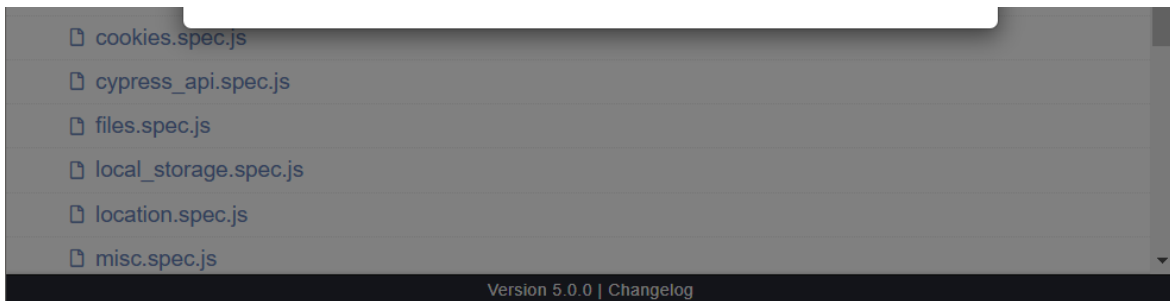 cookies.spec.js
cypress_api.spec.js
files.spec.js
local_storage.spec.js
location.spec.js
misc.spec.js
Version 5.0.0 | Changelog